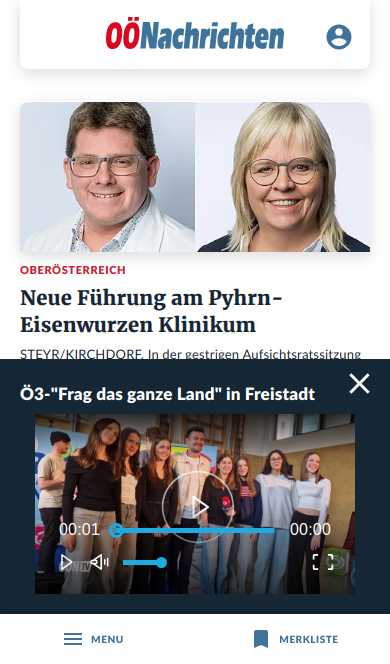 OÖNachrichten
OBERÖSTERREICH
Neue Führung am Pyhrn-
Eisenwurzen Klinikum
STEYR/KIRCHDORF. In der gestrigen Aufsichtsratssitzung
Ö3-"Frag das ganze Land" in Freistadt
00:01
00:00
MENU
MERKLISTE